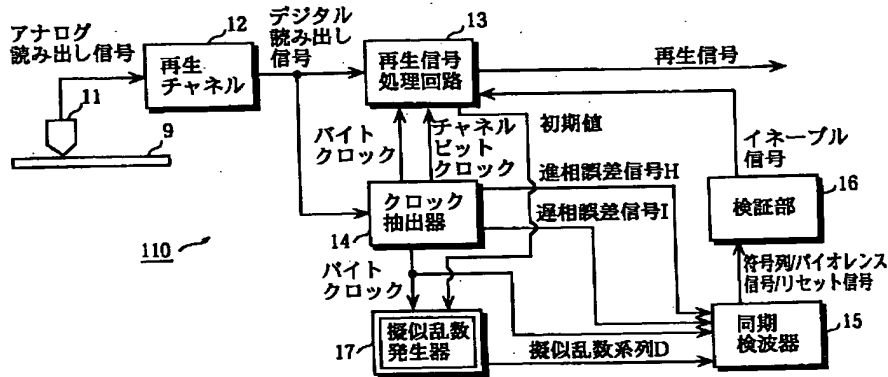 アナログ
読み出し信号
11
9
12
再生
チャネル
デジタル
読み出し
信号
13
再生信号
処理回路
再生信号
バイト
クロック
チャネル
ビット
クロック
初期値
イネーブル
信号
進相誤差信号H
クロック
抽出器
14
遅相誤差信号I
検証部
16
110
バイト
クロック
符号列/バイオレンス
信号/リセット信号
擬似乱数
発生器
17
擬似乱数系列D
同期
検波器
15